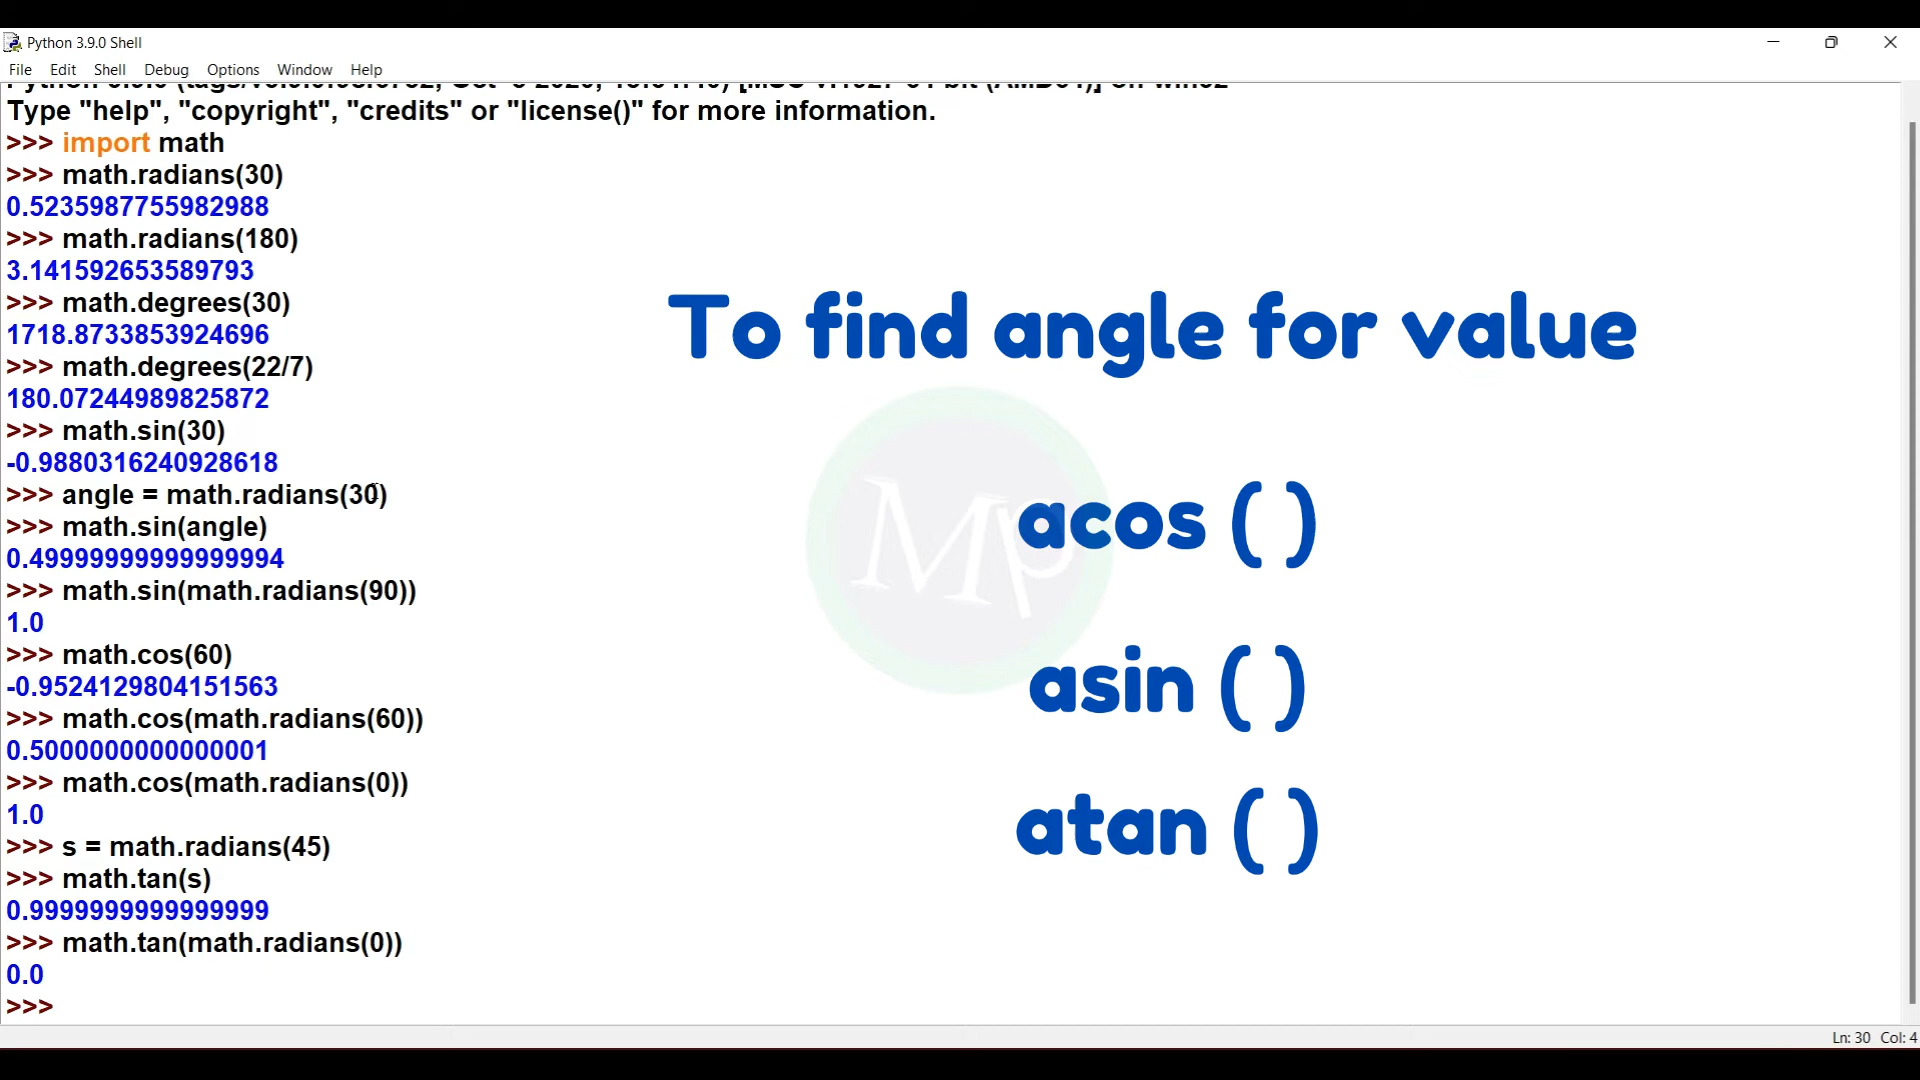 Python 3.9.0 Shell
File Edit Shell Debug Options Window Help
Type "help", "copyright", "credits" or "license()" for more information.
>>> import math
>>> math.radians(30)
0.5235987755982988
>>> math.radians(180)
3.141592653589793
>>> math.degrees(30)
1718.8733853924696
>>> math.degrees(22/7)
180.07244989825872
>>> math.sin(30)
-0.9880316240928618
>>> angle = math.radians(30)
>>> math.sin(angle)
0.49999999999999994
>>> math.sin(math.radians(90))
1.0
>>> math.cos(60)
-0.9524129804151563
>>> math.cos(math.radians(60))
0.5000000000000001
>>> math.cos(math.radians(0))
1.0
>>> s = math.radians(45)
>>> math.tan(s)
0.9999999999999999
>>> math.tan(math.radians(0))
0.0
>>>
To find angle for value
Mp
acos ( )
asin ( )
atan ( )
Ln: 30 Col: 4